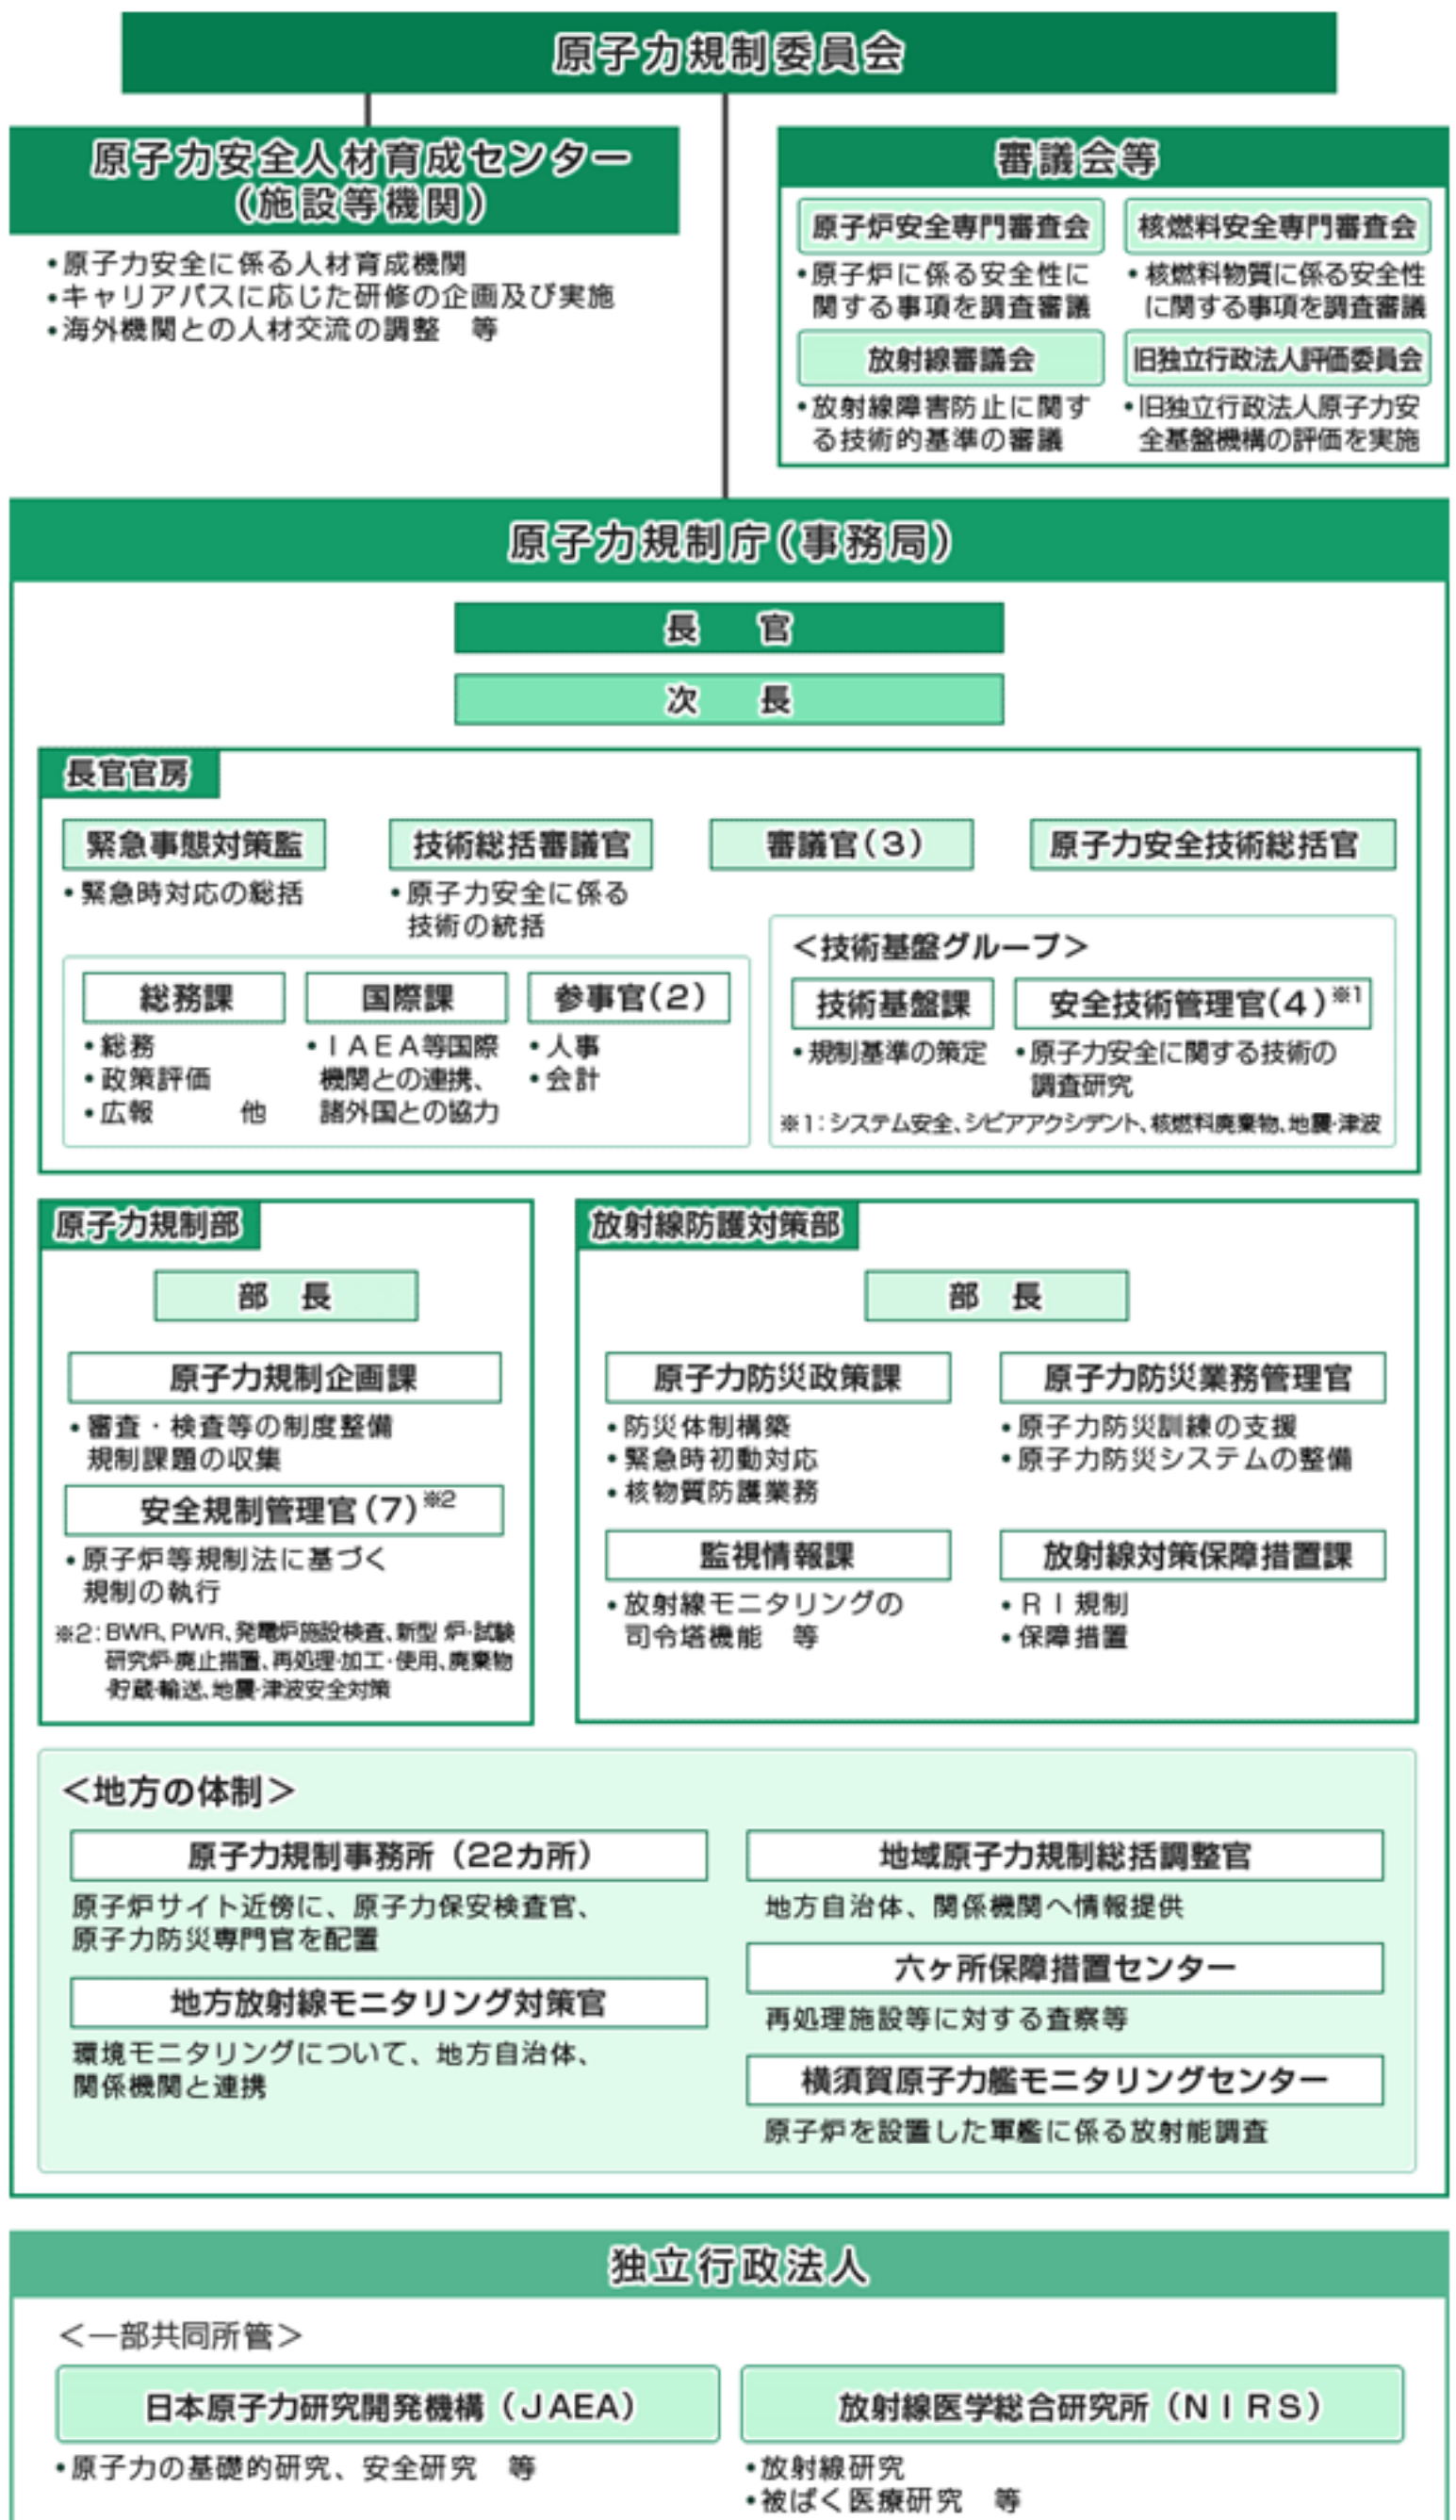 原子力規制委員会
原子力安全人材育成センター
(施設等機関)
•原子力安全に係る人材育成機関
•キャリアパスに応じた研修の企画及び実施
•海外機関との人材交流の調整　等
審議会等
原子炉安全専門審査会
•原子炉に係る安全性に
関する事項を調査審議
核燃料安全専門審査会
•核燃料物質に係る安全性
に関する事項を調査審議
放射線審議会
•放射線障害防止に関す
る技術的基準の審議
旧独立行政法人評価委員会
•旧独立行政法人原子力安
全基盤機構の評価を実施
原子力規制庁(事務局)
長　官
次　長
長官官房
緊急事態対策監
•緊急時対応の総括
技術総括審議官
•原子力安全に係る
技術の統括
審議官(3)
原子力安全技術総括官
総務課
•総務
•政策評価
•広報　　他
国際課
•IAEA等国際
機関との連携、
諸外国との協力
参事官(2)
•人事
•会計
<技術基盤グループ>
技術基盤課
•規制基準の策定
安全技術管理官(4)※1
•原子力安全に関する技術の
調査研究
※1:システム安全、シビアアクシデント、核燃料廃棄物、地震·津波
原子力規制部
部　長
原子力規制企画課
•審査・検査等の制度整備
規制課題の収集
安全規制管理官(7)※2
•原子炉等規制法に基づく
規制の執行
※2:BWR、PWR、発電炉施設検査、新型 炉·試験
研究炉·廃止措置、再処理·加工·使用、廃棄物
·貯蔵·輸送、地震·津波安全対策
放射線防護対策部
部　長
原子力防災政策課
•防災体制構築
•緊急時初動対応
•核物質防護業務
原子力防災業務管理官
•原子力防災訓練の支援
•原子力防災システムの整備
監視情報課
•放射線モニタリングの
司令塔機能　等
放射線対策保障措置課
•RI規制
•保障措置
<地方の体制>
原子力規制事務所(22カ所)
原子炉サイト近傍に、原子力保安検査官、
原子力防災専門官を配置
地方放射線モニタリング対策官
環境モニタリングについて、地方自治体、
関係機関と連携
地域原子力規制総括調整官
地方自治体、関係機関へ情報提供
六ヶ所保障措置センター
再処理施設等に対する査察等
横須賀原子力艦モニタリングセンター
原子炉を設置した軍艦に係る放射能調査
独立行政法人
<一部共同所管>
日本原子力研究開発機構(JAEA)
•原子力の基礎的研究、安全研究　等
放射線医学総合研究所(NIRS)
•放射線研究
•被ばく医療研究　等